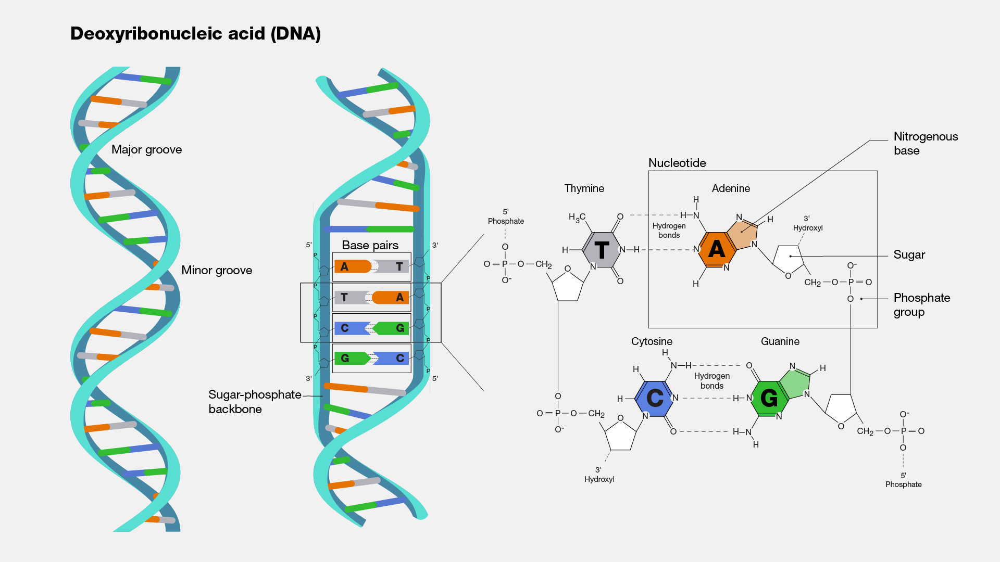 Deoxyribonucleic acid (DNA)
Major groove
Minor groove
Sugar-phosphate
backbone
5'
3'
Base pairs
P
A T
P
P
T A
P
P
C G
P
P
G C
P
3'
5'
Nitrogenous
base
Nucleotide
Thymine
Adenine
5'
Phosphate
O
O=P—O—CH₂
O⁻
H₃C
O
H
T
N—H
N
O
O
Hydrogen
bonds
H
H—N
N
A
N
H
N
H
N
3'
Hydroxyl
O
CH₂—O—P=O
O⁻
O
Sugar
Phosphate
group
Cytosine
Guanine
O
O=P—O—CH₂
O⁻
H
H
N—H
H
C
N
N
O
O
3'
Hydroxyl
Hydrogen
bonds
O
H—N
G
N
H
N
N
H—N
H
O
CH₂—O—P=O
O⁻
O
5'
Phosphate